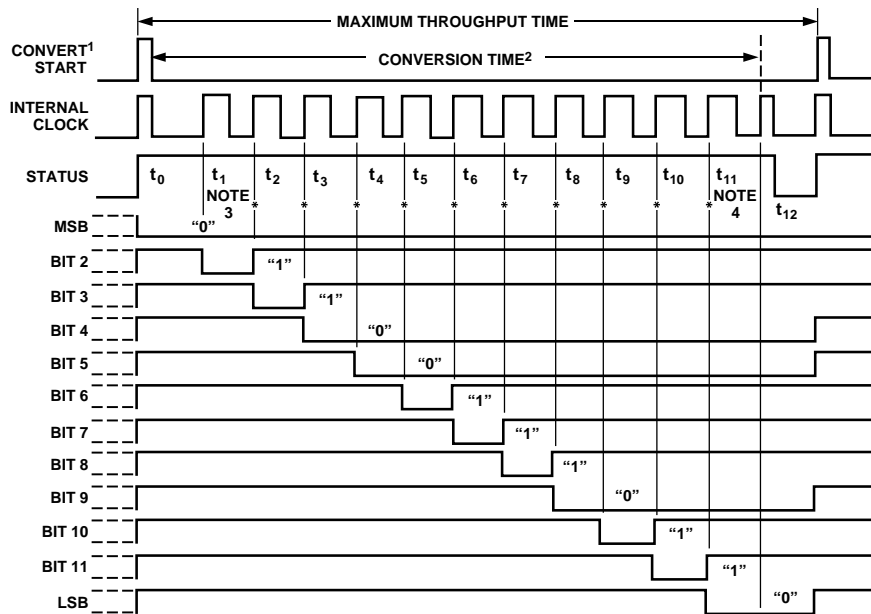 MAXIMUM THROUGHPUT TIME
CONVERT¹
START
CONVERSION TIME²
INTERNAL
CLOCK
STATUS
t₀ t₁ t₂ t₃ t₄ t₅ t₆ t₇ t₈ t₉ t₁₀ t₁₁
NOTE
3
NOTE
4
t₁₂
* * * * * * * * * *
MSB "0"
BIT 2 "1"
BIT 3 "1"
BIT 4 "0"
BIT 5 "0"
BIT 6 "1"
BIT 7 "1"
BIT 8 "1"
BIT 9 "0"
BIT 10 "1"
BIT 11 "1"
LSB "0"